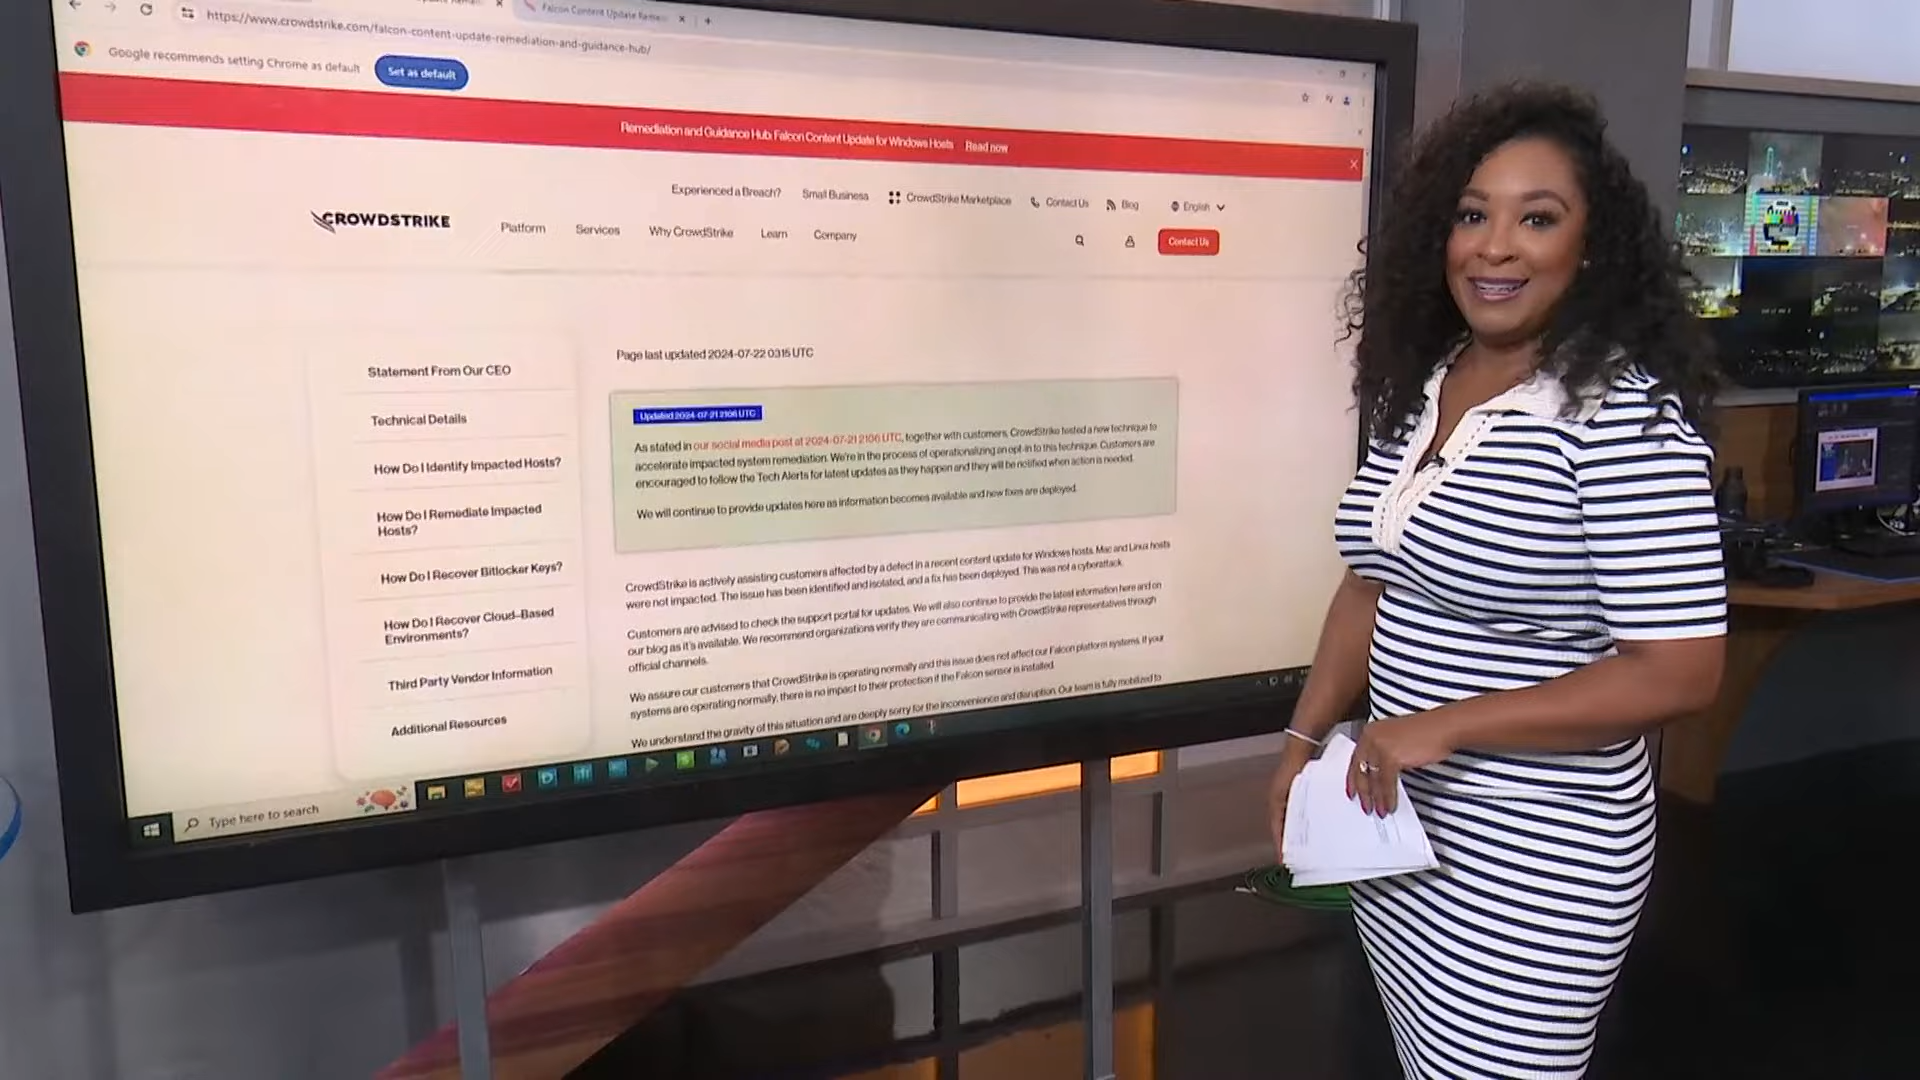 Falcon Content Update Reme
https://www.crowdstrike.com/falcon-content-update-remediation-and-guidance-hub/
Google recommends setting Chrome as default
Set as default
Remediation and Guidance Hub: Falcon Content Update for Windows Hosts Read now
Experienced a Breach? Small Business CrowdStrike Marketplace Contact Us Blog English
CROWDSTRIKE
Platform Services Why CrowdStrike Learn Company
Contact Us
Statement From Our CEO
Technical Details
How Do I Identify Impacted Hosts?
How Do I Remediate Impacted
Hosts?
How Do I Recover Bitlocker Keys?
How Do I Recover Cloud-Based
Environments?
Third Party Vendor Information
Additional Resources
Page last updated 2024-07-22 0315 UTC
Updated 2024-07-21 2106 UTC
As stated in our social media post at 2024-07-21 2106 UTC, together with customers, CrowdStrike tested a new technique to
accelerate impacted system remediation. We're in the process of operationalizing an opt-in to this technique. Customers are
encouraged to follow the Tech Alerts for latest updates as they happen and they will be notified when action is needed.
We will continue to provide updates here as information becomes available and new fixes are deployed.
CrowdStrike is actively assisting customers affected by a defect in a recent content update for Windows hosts. Mac and Linux hosts
were not impacted. The issue has been identified and isolated, and a fix has been deployed. This was not a cyberattack.
Customers are advised to check the support portal for updates. We will also continue to provide the latest information here and on
our blog as it's available. We recommend organizations verify they are communicating with CrowdStrike representatives through
official channels.
We assure our customers that CrowdStrike is operating normally and this issue does not affect our Falcon platform systems. If your
systems are operating normally, there is no impact to their protection if the Falcon sensor is installed.
We understand the gravity of this situation and are deeply sorry for the inconvenience and disruption. Our team is fully mobilized to
Type here to search